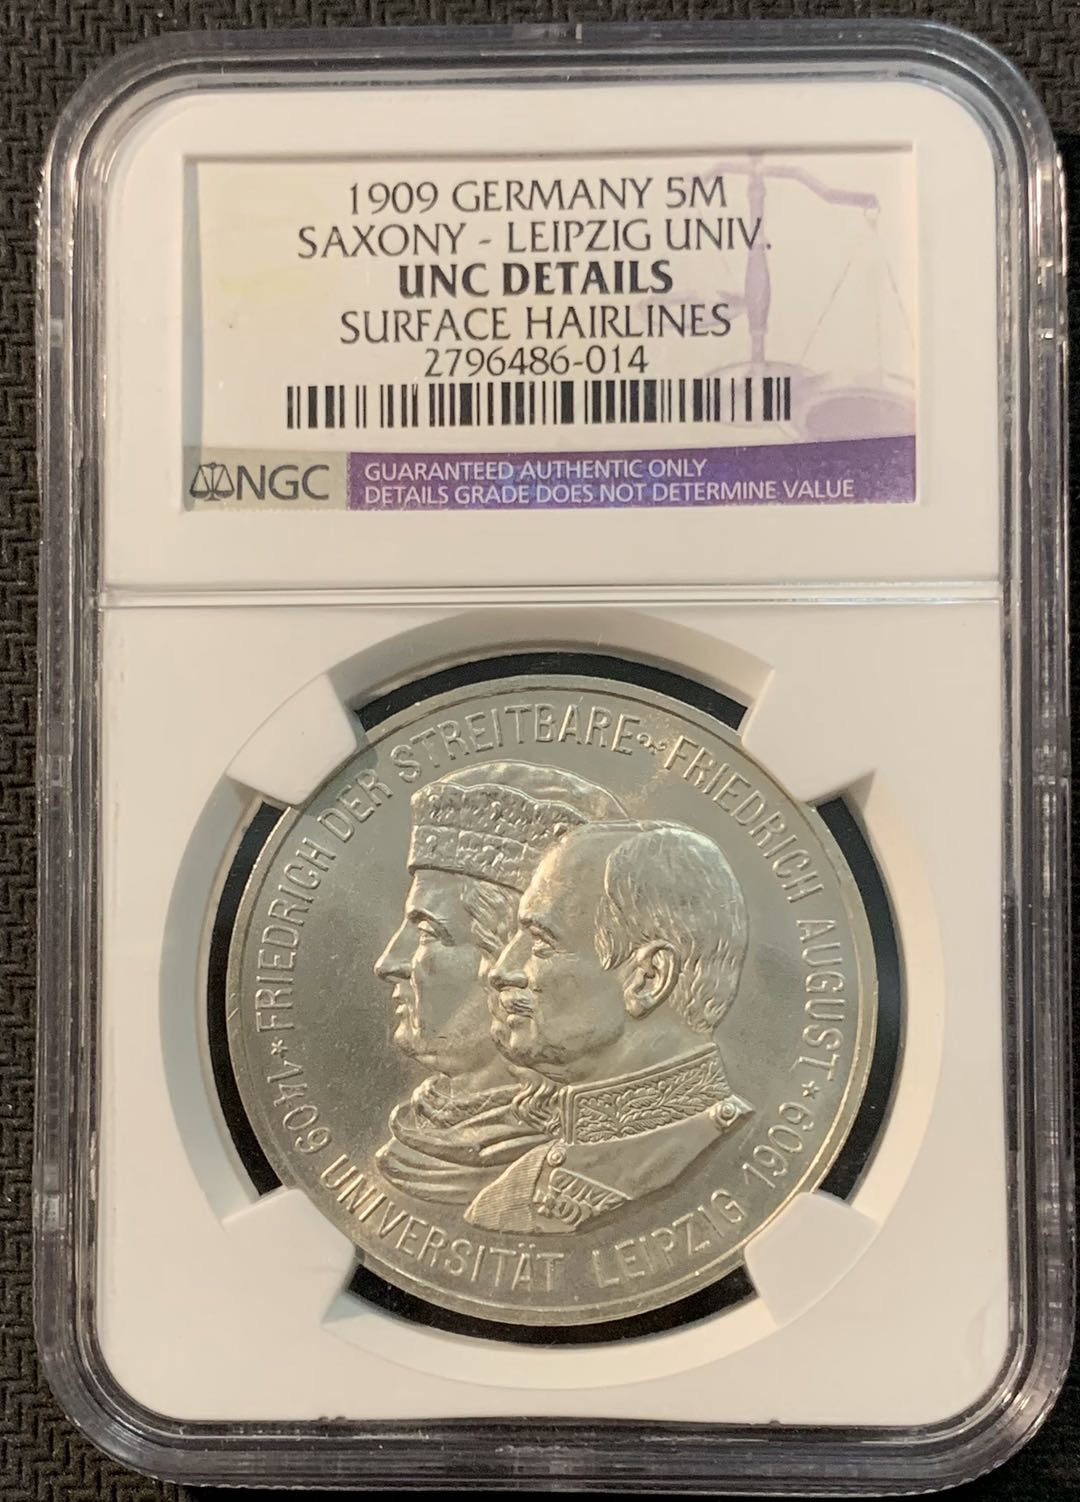 1909 GERMANY 5M
SAXONY - LEIPZIG UNIV.
UNC DETAILS
SURFACE HAIRLINES
2796486-014
NGC
GUARANTEED AUTHENTIC ONLY
DETAILS GRADE DOES NOT DETERMINE VALUE
*FRIEDRICH DER STREITBARE FRIEDRICH AUGUST*
1409 UNIVERSITÄT LEIPZIG 1909